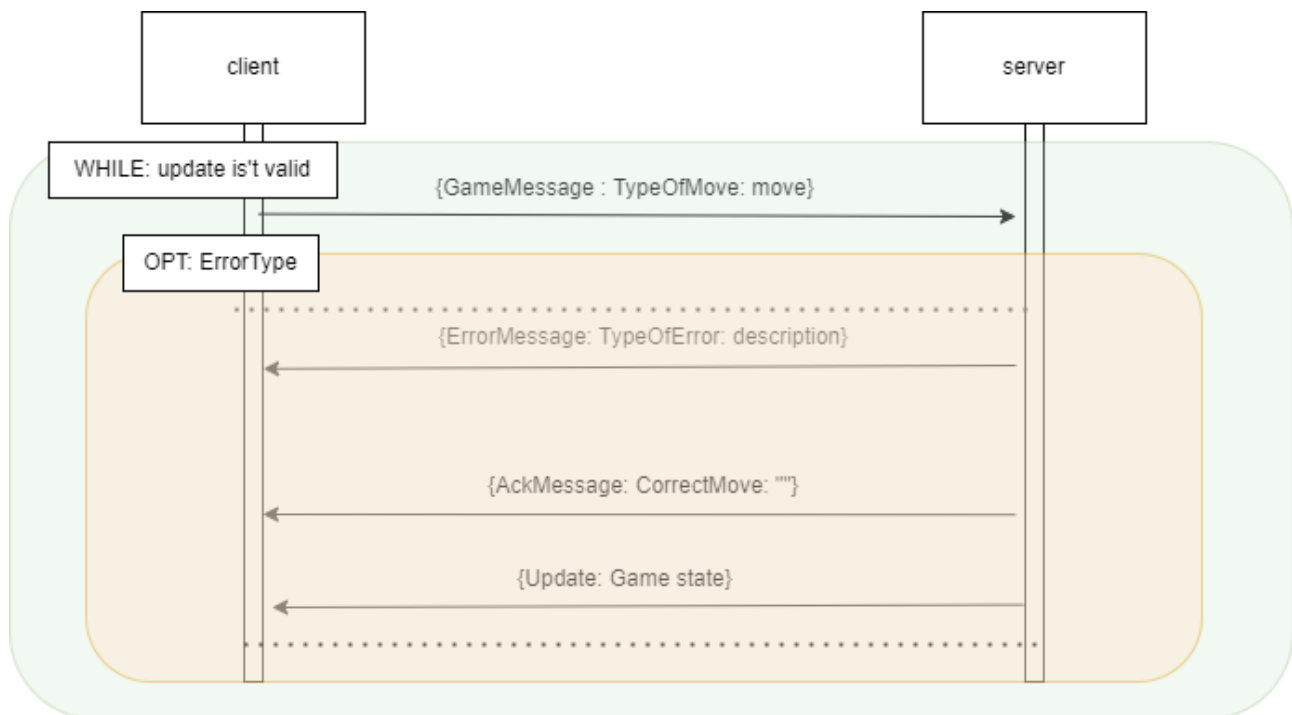 client
server
WHILE: update is't valid
{GameMessage : TypeOfMove: move}
OPT: ErrorType
{ErrorMessage: TypeOfError: description}
{AckMessage: CorrectMove: ""}
{Update: Game state}